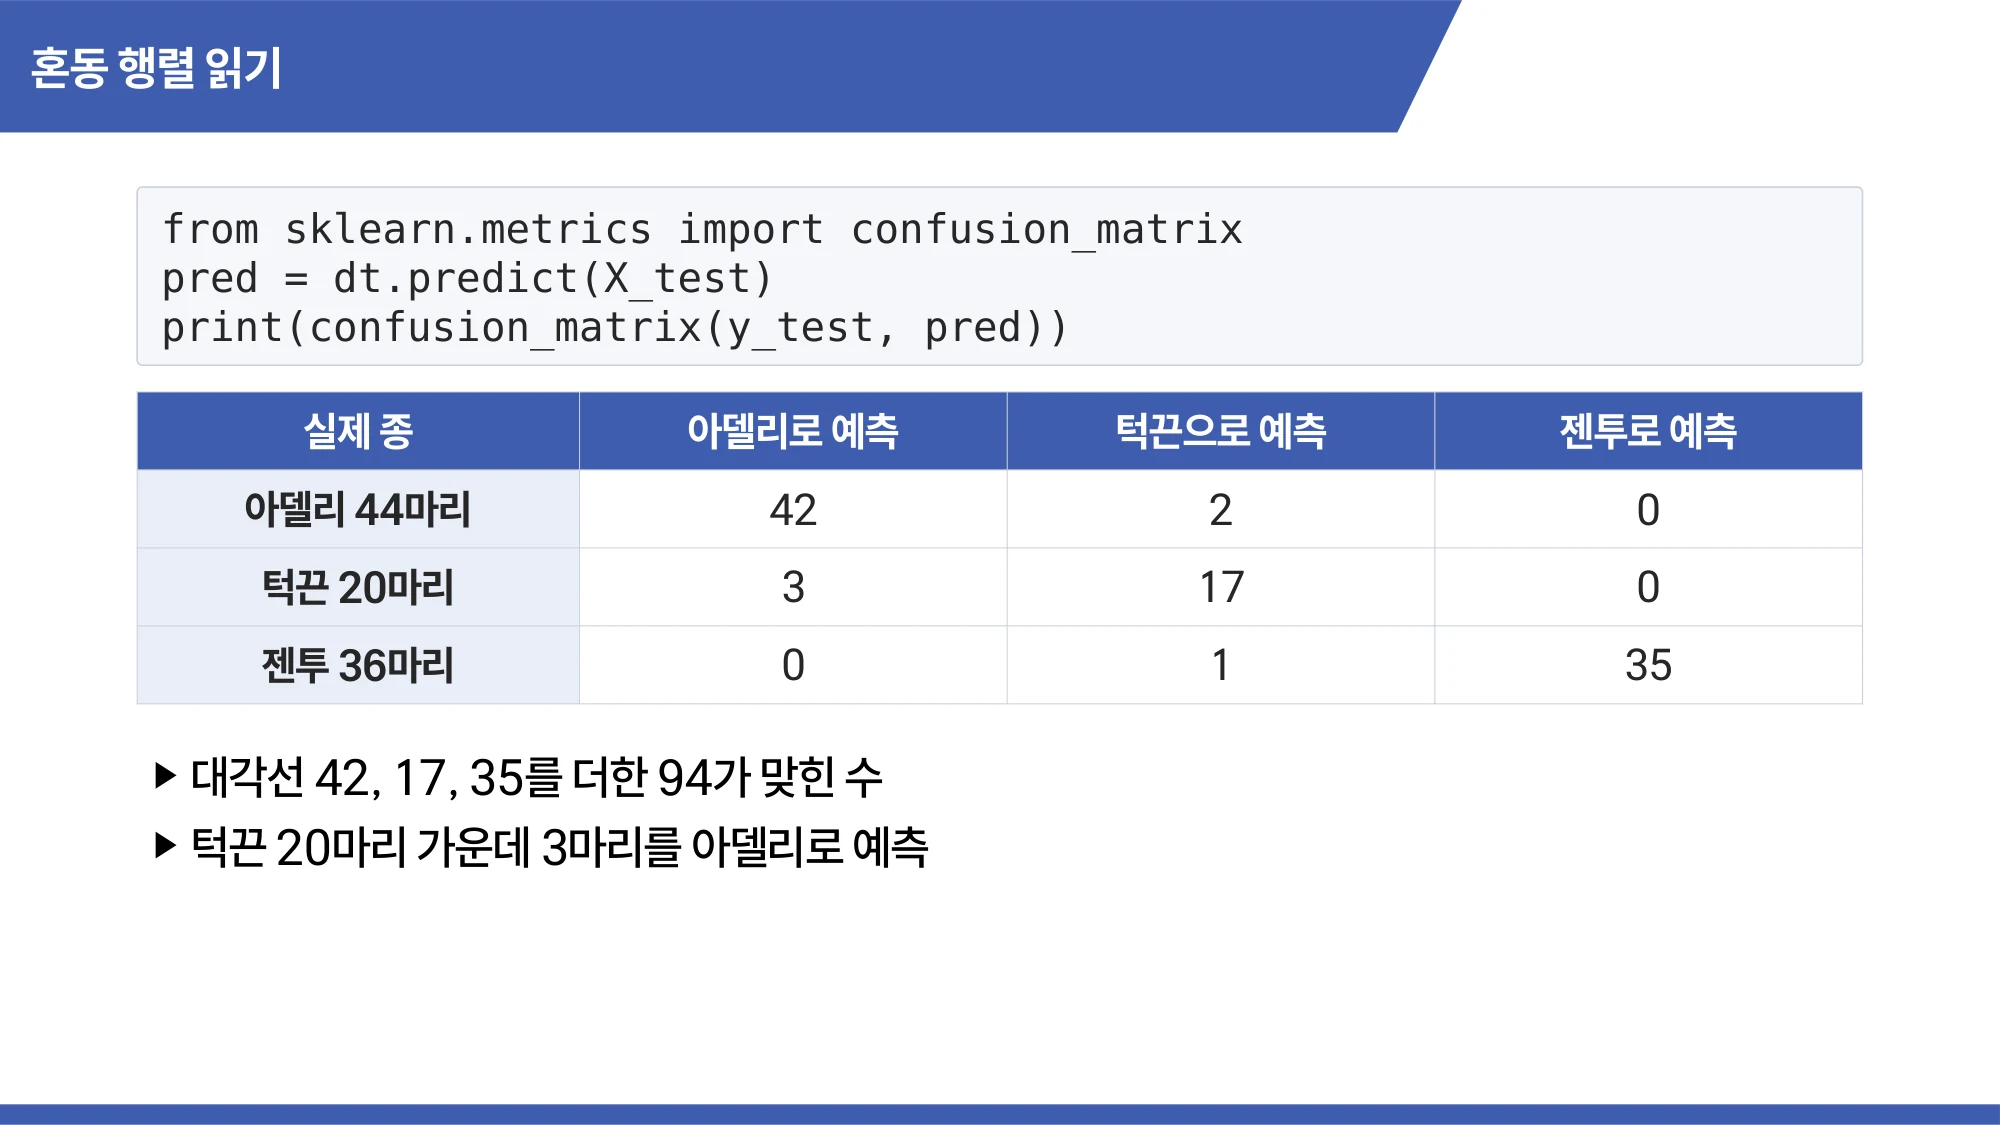 혼동 행렬 읽기
from sklearn.metrics import confusion_matrix
pred = dt.predict(X_test)
print(confusion_matrix(y_test, pred))
실제 종 아델리로 예측 턱끈으로 예측 젠투로 예측
아델리 44마리 42 2 0
턱끈 20마리 3 17 0
젠투 36마리 0 1 35
▶ 대각선 42, 17, 35를 더한 94가 맞힌 수
▶ 턱끈 20마리 가운데 3마리를 아델리로 예측